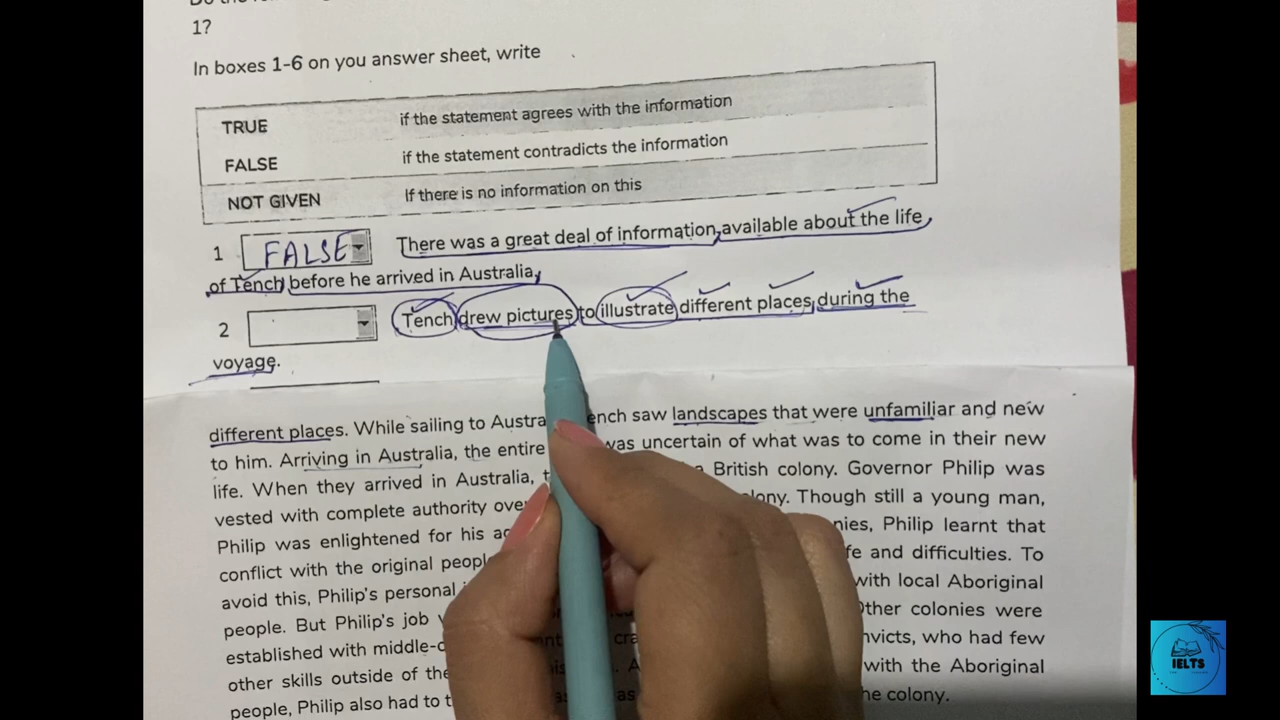 1?
In boxes 1-6 on you answer sheet, write
TRUE if the statement agrees with the information
FALSE if the statement contradicts the information
NOT GIVEN If there is no information on this
1 FALSE There was a great deal of information available about the life
of Tench before he arrived in Australia.
2 Tench drew pictures to illustrate different places during the
voyage.
different places. While sailing to Austra ench saw landscapes that were unfamiliar and new
to him. Arriving in Australia, the entire was uncertain of what was to come in their new
life. When they arrived in Australia, British colony. Governor Philip was
vested with complete authority ove Though still a young man,
Philip was enlightened for his Philip learnt that
conflict with the original peopl and difficulties. To
avoid this, Philip's personal with local Aboriginal
people. But Philip's job Other colonies were
established with middle-c who had few
other skills outside of the with the Aboriginal
people, Philip also had to t the colony.
IELTS